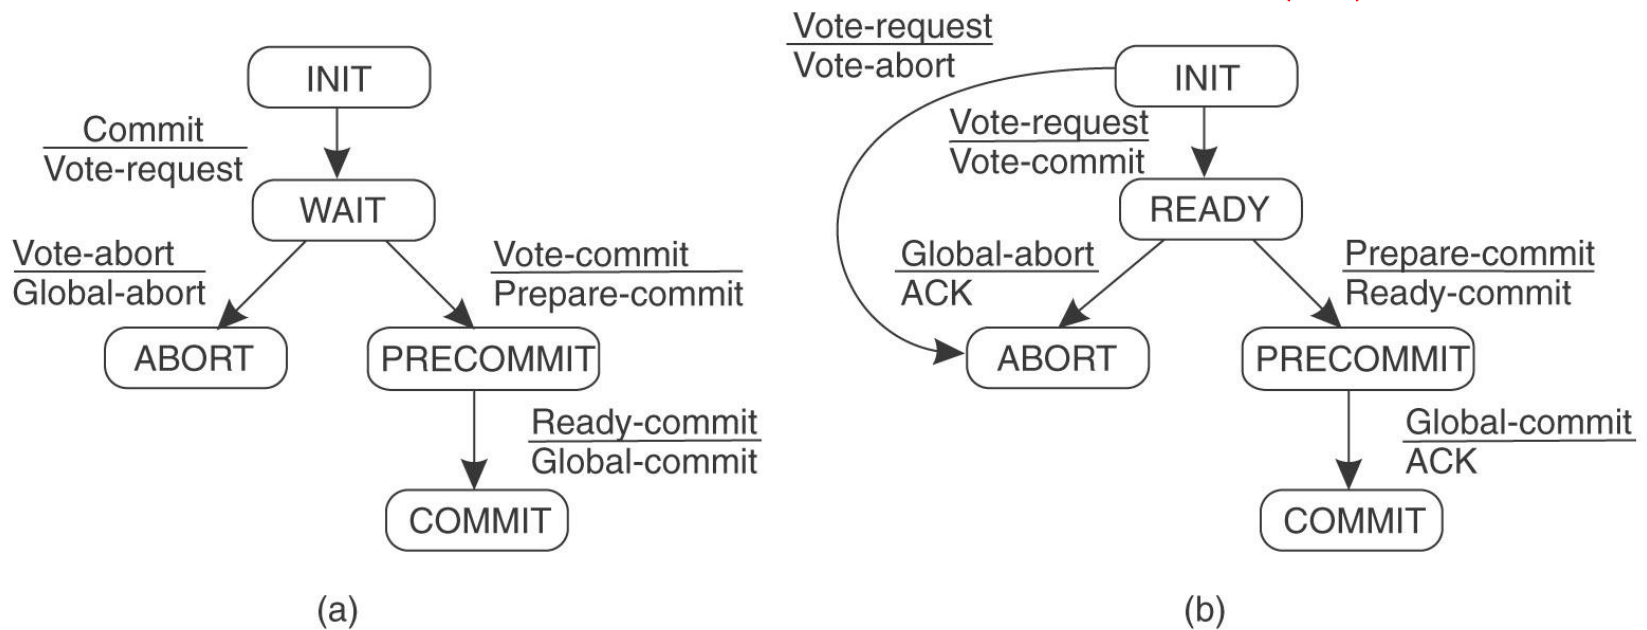 INIT
Commit
Vote-request
WAIT
Vote-abort
Global-abort
Vote-commit
Prepare-commit
ABORT
PRECOMMIT
Ready-commit
Global-commit
COMMIT
(a)
Vote-request
Vote-abort
INIT
Vote-request
Vote-commit
READY
Global-abort
ACK
Prepare-commit
Ready-commit
ABORT
PRECOMMIT
Global-commit
ACK
COMMIT
(b)